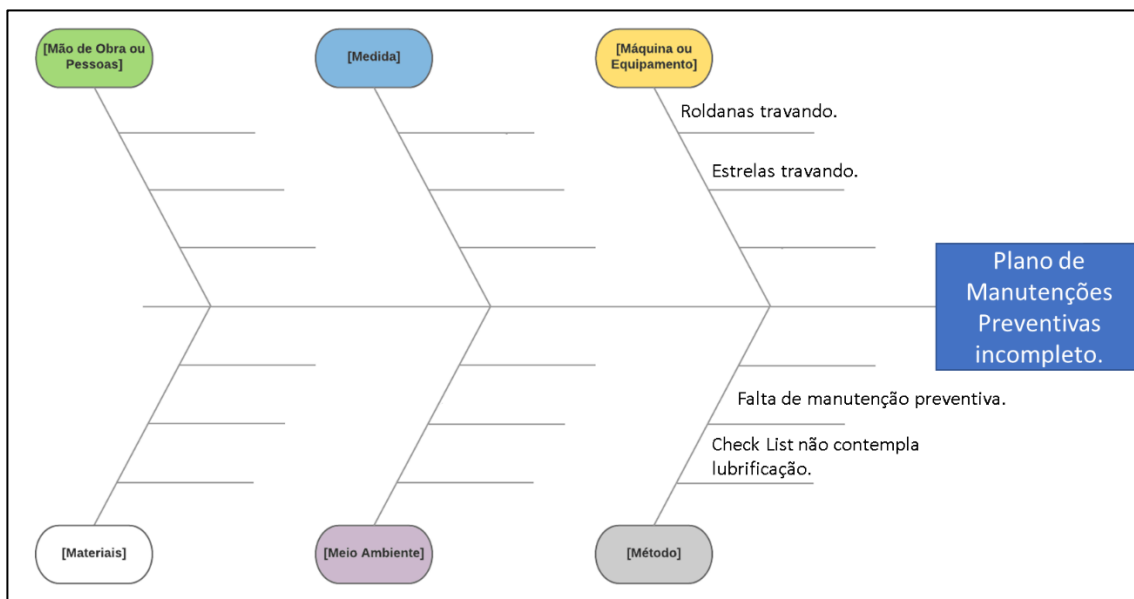 [Mão de Obra ou
Pessoas]
[Medida]
[Máquina ou
Equipamento]
Roldanas travando.
Estrelas travando.
Plano de
Manutenções
Preventivas
incompleto.
Falta de manutenção preventiva.
Check List não contempla
lubrificação.
[Materiais]
[Meio Ambiente]
[Método]